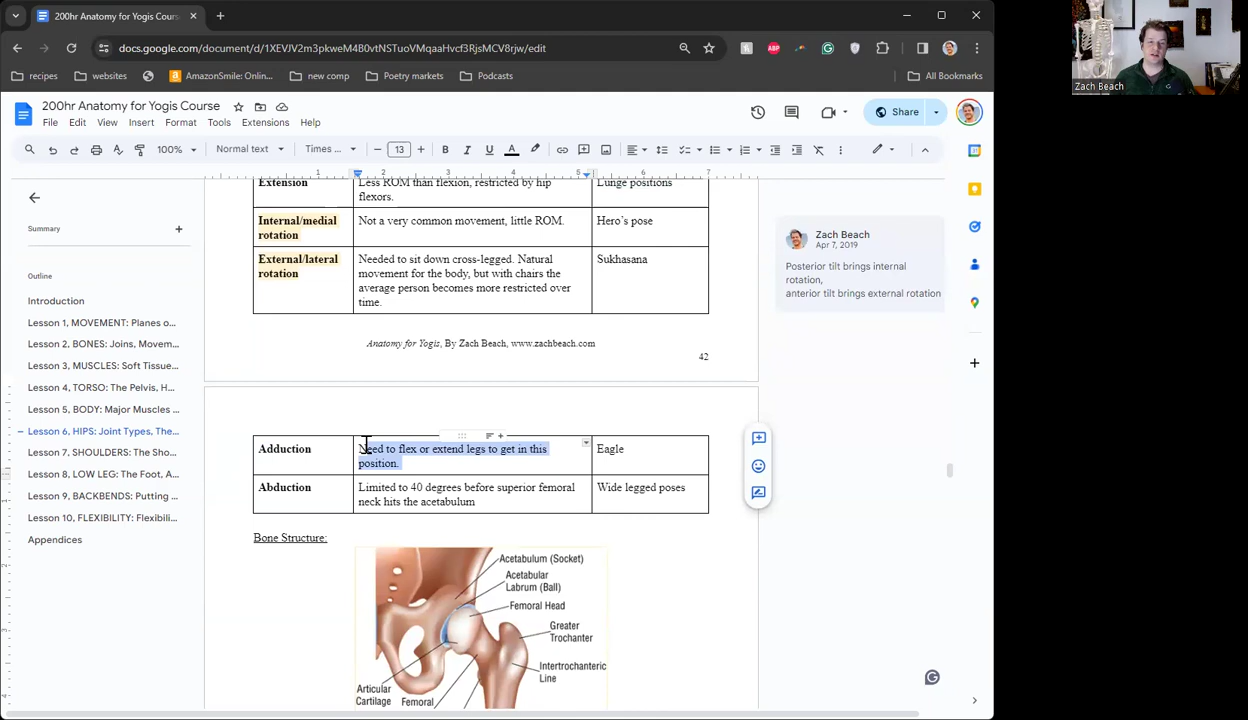 200hr Anatomy for Yogis Cours
docs.google.com/document/d/1XEVJV2m3pkweM480vtNSTuoVMqaaHvcf3RjsMCV8rjw/edit
recipes
websites
AmazonSmile: Onlin...
new comp
Poetry markets
Podcasts
All Bookmarks
200hr Anatomy for Yogis Course
File Edit View Insert Format Tools Extensions Help
Share
100%
Normal text
Times ...
13
B I U A
1 2 3 4 5 6 7
Summary
Outline
Introduction
Lesson 1, MOVEMENT: Planes o...
Lesson 2, BONES: Joins, Movem...
Lesson 3, MUSCLES: Soft Tissue...
Lesson 4, TORSO: The Pelvis, H...
Lesson 5, BODY: Major Muscles ...
Lesson 6, HIPS: Joint Types, The...
Lesson 7, SHOULDERS: The Sho...
Lesson 8, LOW LEG: The Foot, A...
Lesson 9, BACKBENDS: Putting ...
Lesson 10, FLEXIBILITY: Flexibili...
Appendices
Extension
Less ROM than flexion, restricted by hip
flexors.
Lunge positions
Internal/medial
rotation
Not a very common movement, little ROM.
Hero's pose
External/lateral
rotation
Needed to sit down cross-legged. Natural
movement for the body, but with chairs the
average person becomes more restricted over
time.
Sukhasana
Anatomy for Yogis, By Zach Beach, www.zachbeach.com
42
Adduction
Need to flex or extend legs to get in this
position.
Eagle
Abduction
Limited to 40 degrees before superior femoral
neck hits the acetabulum
Wide legged poses
Bone Structure:
Acetabulum (Socket)
Acetabular
Labrum (Ball)
Femoral Head
Greater
Trochanter
Intertrochanteric
Line
Articular
Cartilage
Femoral
Zach Beach
Apr 7, 2019
Posterior tilt brings internal
rotation,
anterior tilt brings external rotation
Zach Beach